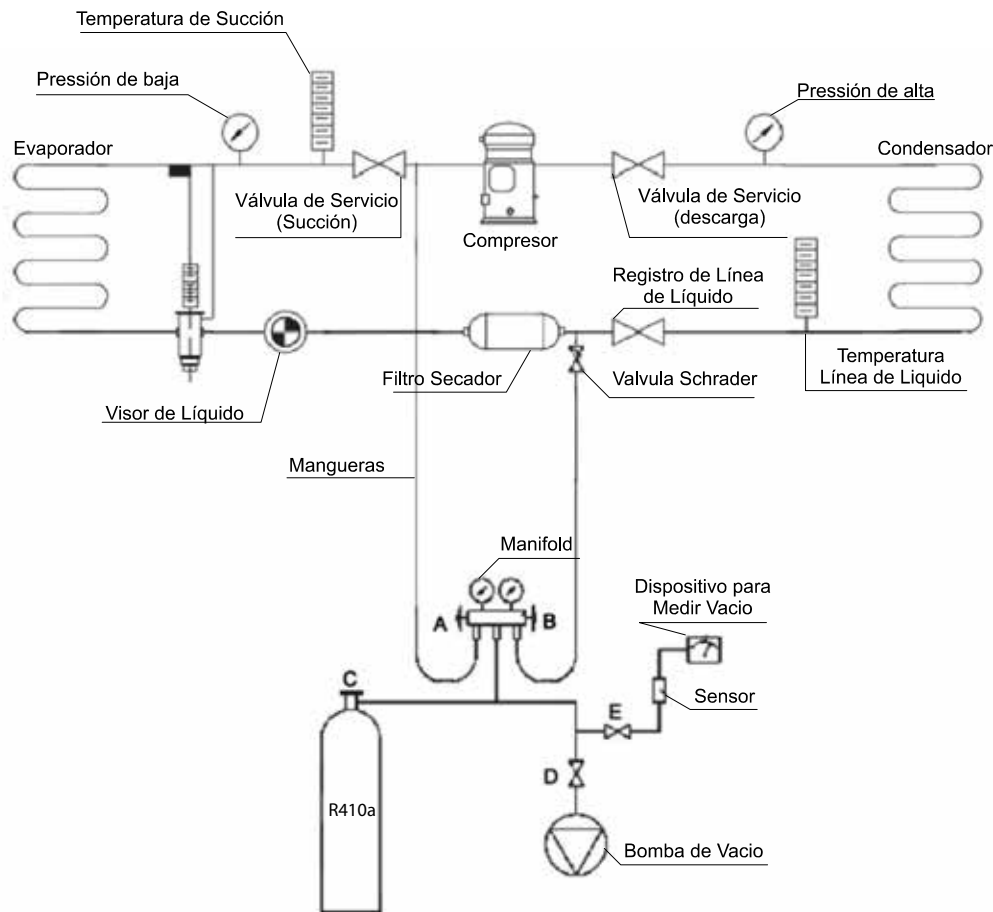 Temperatura de Succión
Pressión de baja
Pressión de alta
Evaporador
Condensador
Válvula de Servicio
(Succión)
Compresor
Válvula de Servicio
(descarga)
Registro de Línea
de Líquido
Filtro Secador
Valvula Schrader
Temperatura
Línea de Liquido
Visor de Líquido
Mangueras
Manifold
Dispositivo para
Medir Vacio
A
B
C
Sensor
E
D
R410a
Bomba de Vacio